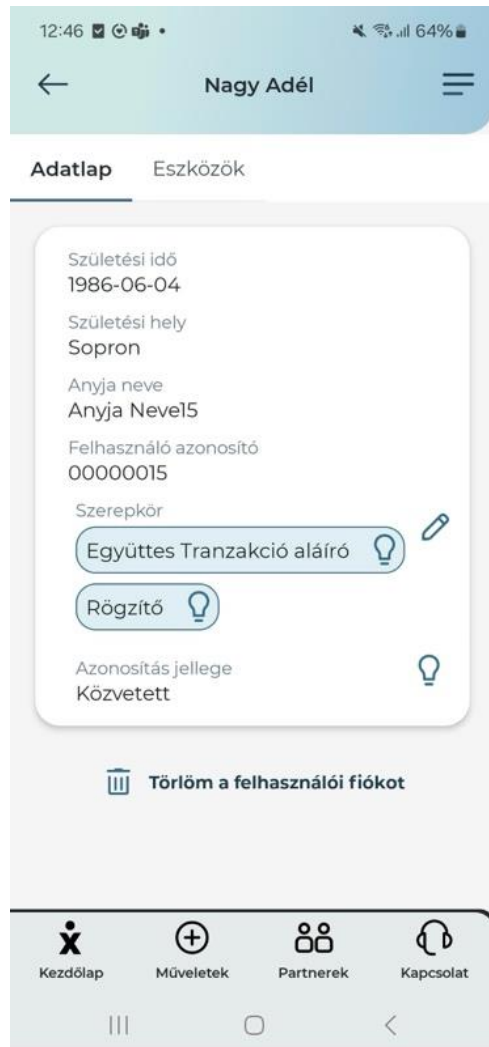 12:46
64%
Nagy Adél
Adatlap Eszközök
Születési idő
1986-06-04
Születési hely
Sopron
Anyja neve
Anyja Neve15
Felhasználó azonosító
00000015
Szerepkör
Együttes Tranzakció aláíró
Rögzítő
Azonosítás jellege
Közvetett
Törlöm a felhasználói fiókot
Kezdőlap Műveletek Partnerek Kapcsolat